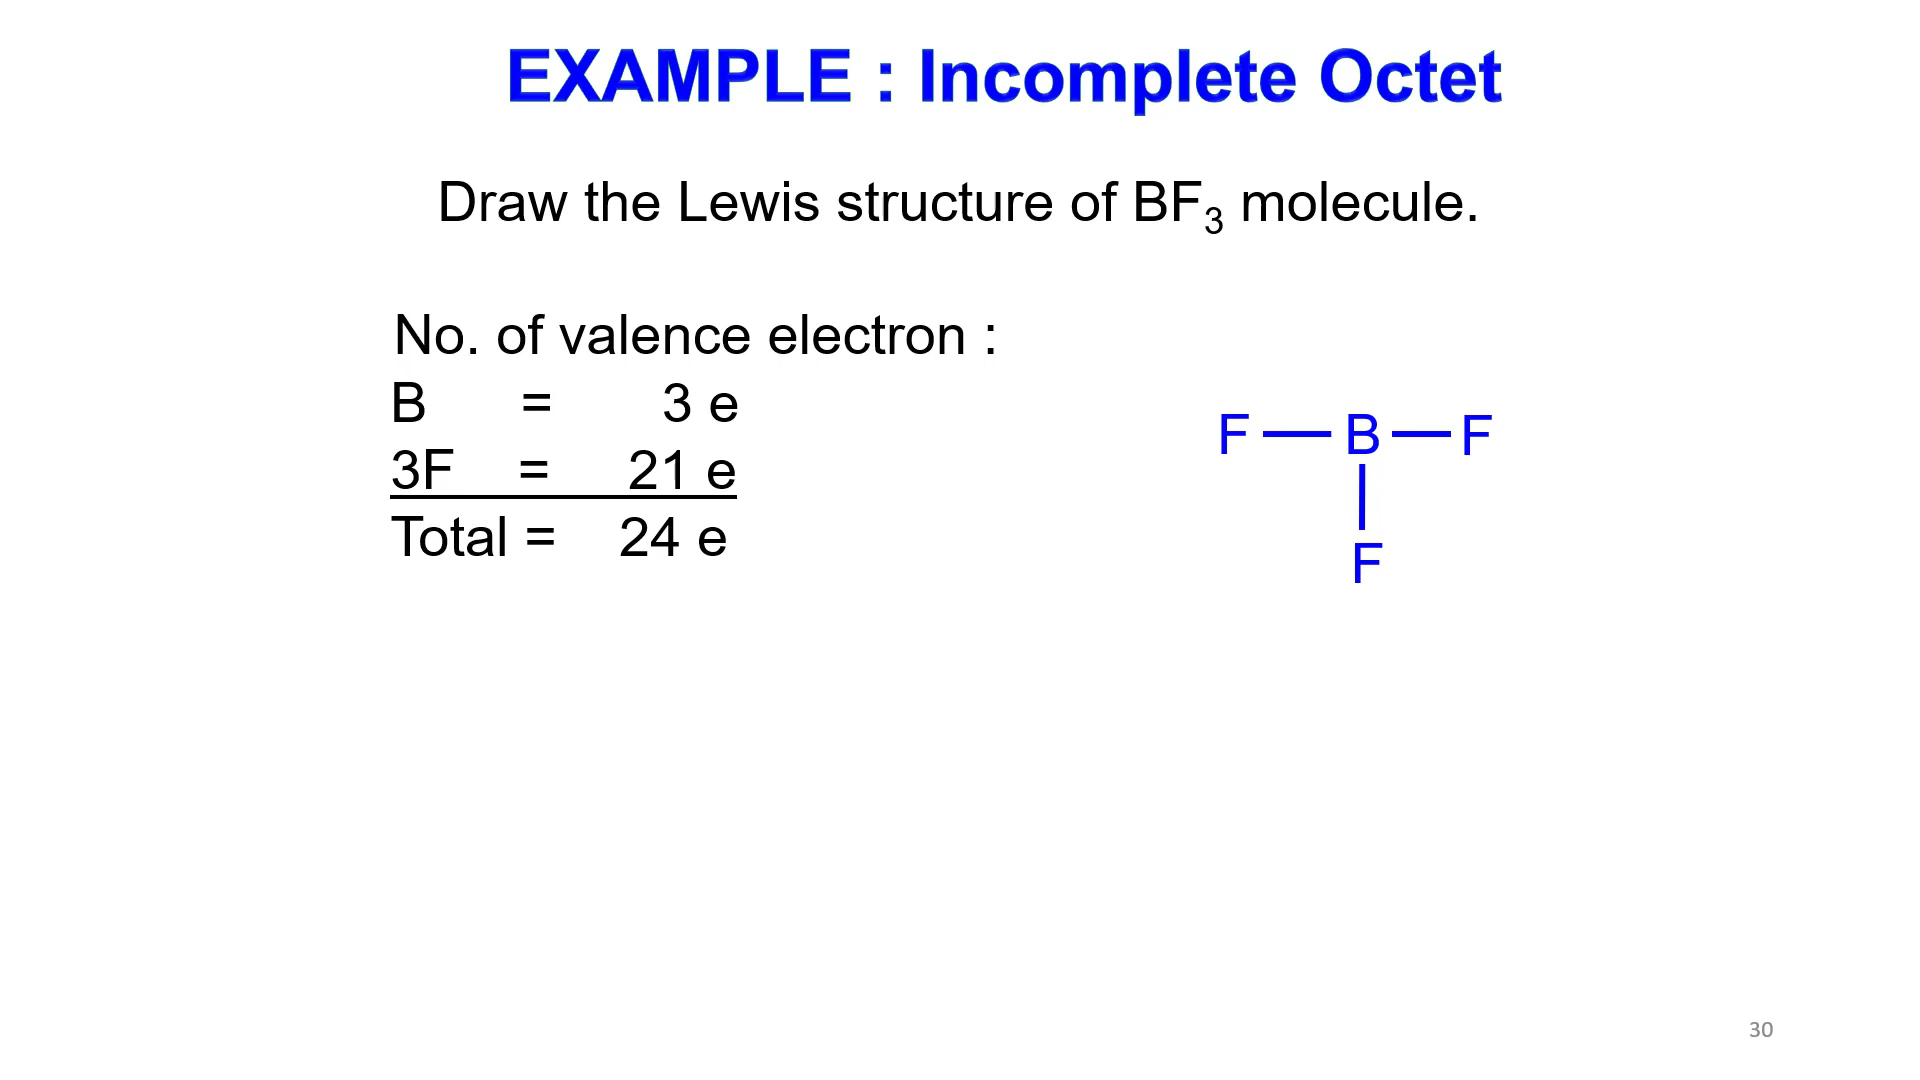 EXAMPLE : Incomplete Octet
Draw the Lewis structure of BF₃ molecule.
No. of valence electron :
B = 3 e
3F = 21 e
Total = 24 e
F — B — F
F
30